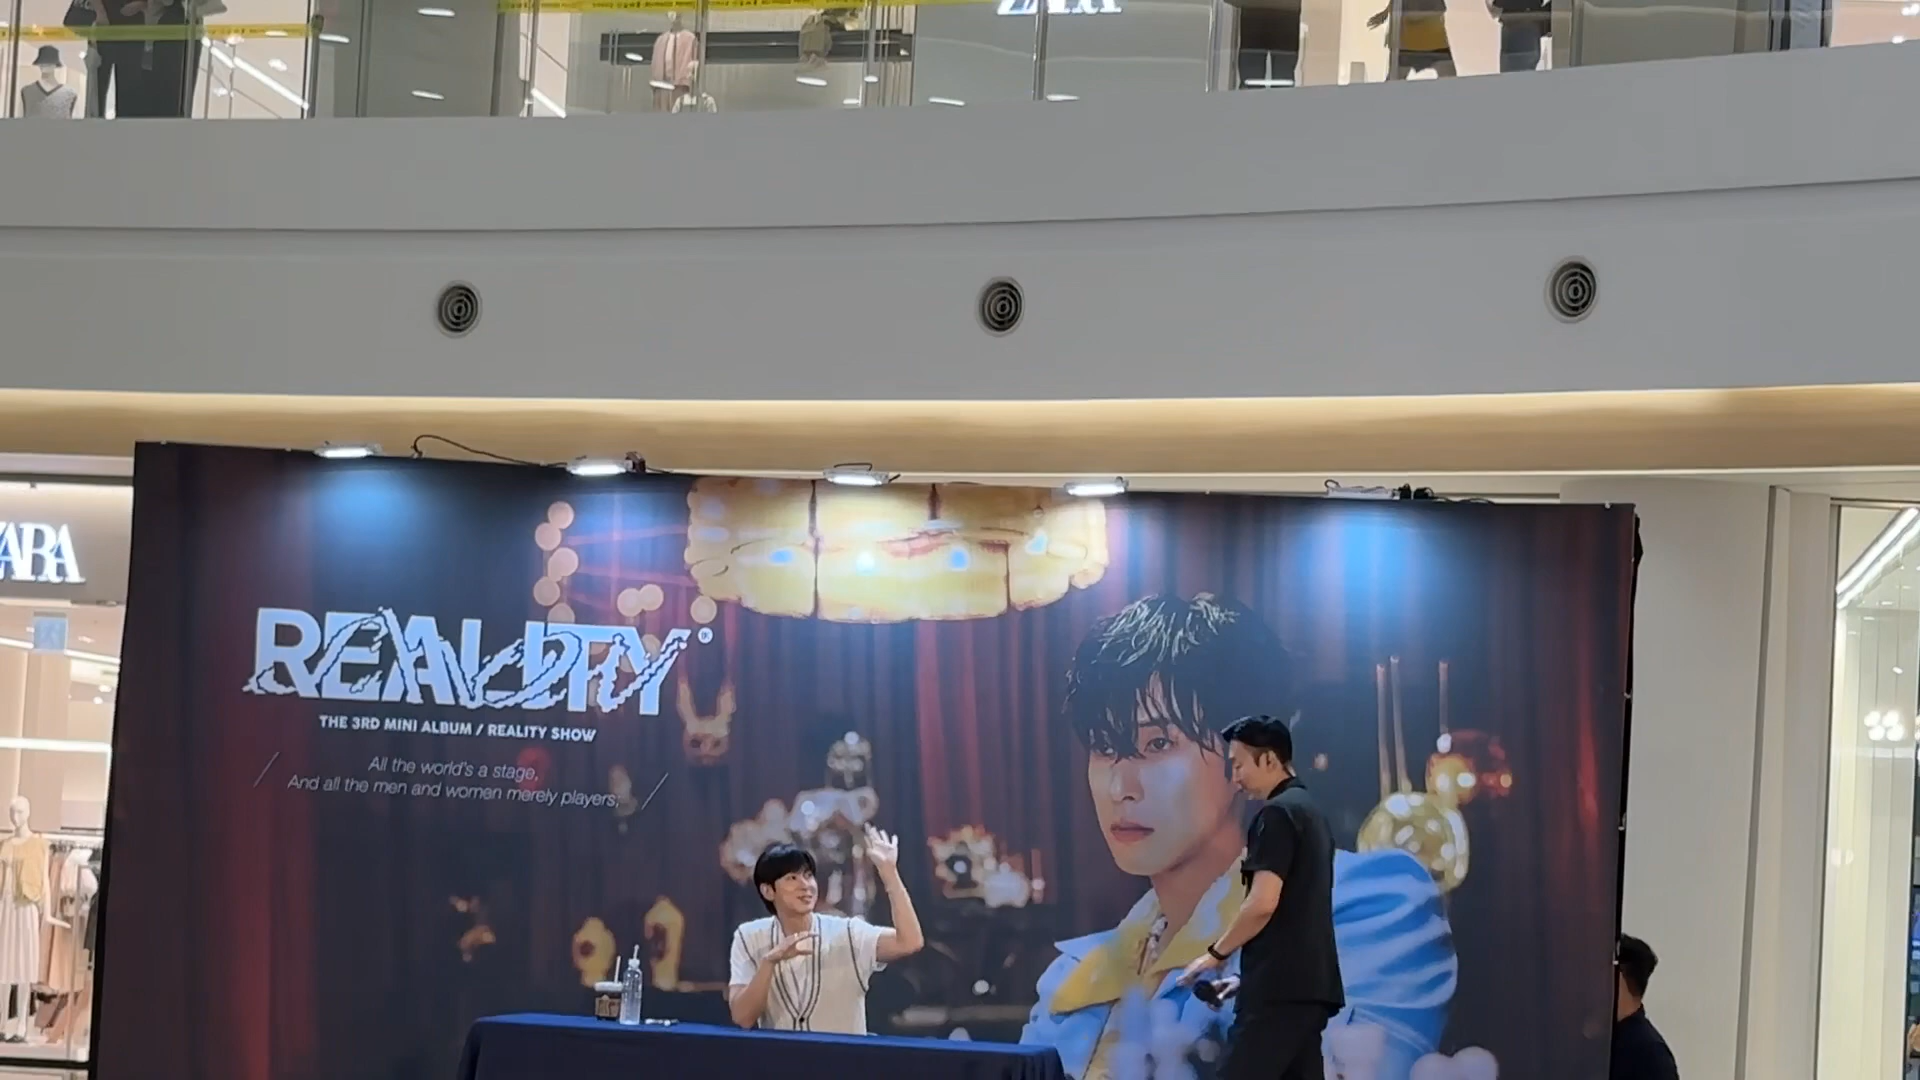 ZARA
ZARA
REALITY
THE 3RD MINI ALBUM / REALITY SHOW
All the world's a stage,
And all the men and women merely players;